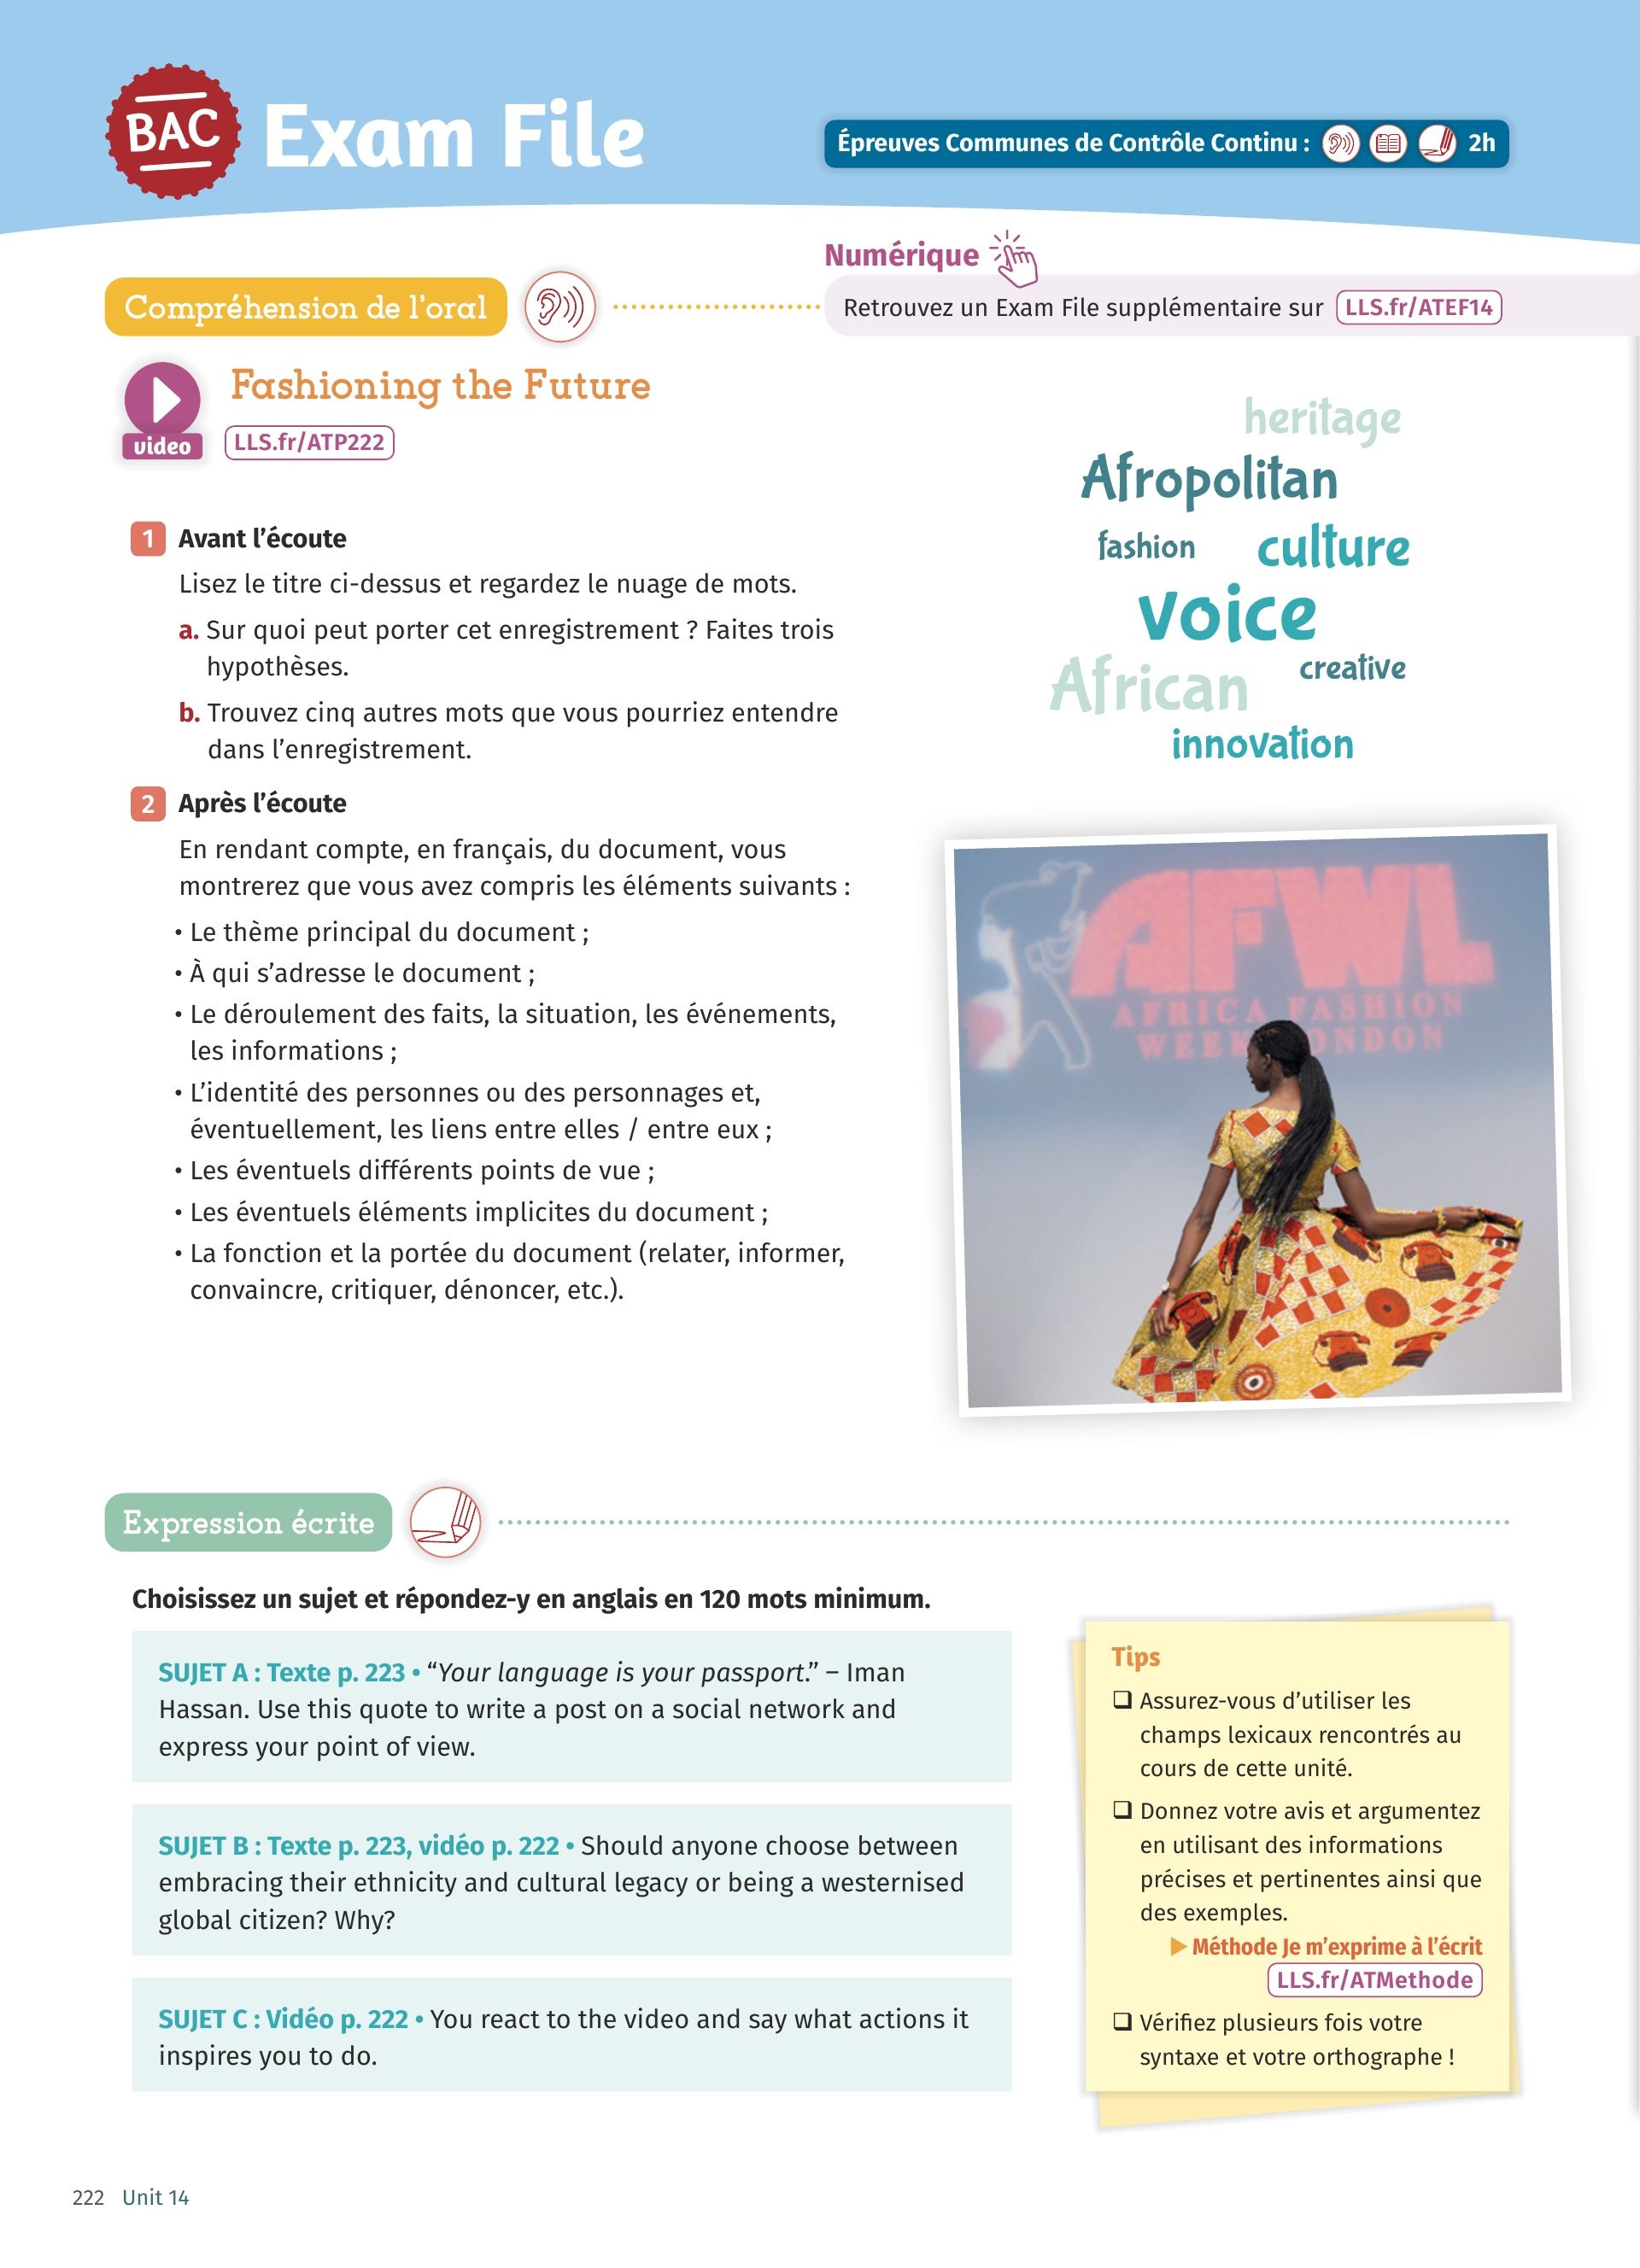 BAC
Exam File
Épreuves Communes de Contrôle Continu : 2h
Numérique
Compréhension de l'oral
Retrouvez un Exam File supplémentaire sur LLS.fr/ATEF14
Fashioning the Future
video
LLS.fr/ATP222
heritage
Afropolitan
fashion culture
voice
African creative
innovation
1 Avant l'écoute
Lisez le titre ci-dessus et regardez le nuage de mots.
a. Sur quoi peut porter cet enregistrement ? Faites trois
hypothèses.
b. Trouvez cinq autres mots que vous pourriez entendre
dans l'enregistrement.
2 Après l'écoute
En rendant compte, en français, du document, vous
montrerez que vous avez compris les éléments suivants :
• Le thème principal du document ;
• À qui s'adresse le document ;
• Le déroulement des faits, la situation, les événements,
les informations ;
• L'identité des personnes ou des personnages et,
éventuellement, les liens entre elles / entre eux ;
• Les éventuels différents points de vue ;
• Les éventuels éléments implicites du document ;
• La fonction et la portée du document (relater, informer,
convaincre, critiquer, dénoncer, etc.).
AFWL
AFRICA FASHION
WEEK LONDON
Expression écrite
Choisissez un sujet et répondez-y en anglais en 120 mots minimum.
SUJET A : Texte p. 223 • “Your language is your passport.” – Iman
Hassan. Use this quote to write a post on a social network and
express your point of view.
SUJET B : Texte p. 223, vidéo p. 222 • Should anyone choose between
embracing their ethnicity and cultural legacy or being a westernised
global citizen? Why?
SUJET C : Vidéo p. 222 • You react to the video and say what actions it
inspires you to do.
Tips
❑ Assurez-vous d'utiliser les
champs lexicaux rencontrés au
cours de cette unité.
❑ Donnez votre avis et argumentez
en utilisant des informations
précises et pertinentes ainsi que
des exemples.
▶ Méthode Je m'exprime à l'écrit
LLS.fr/ATMethode
❑ Vérifiez plusieurs fois votre
syntaxe et votre orthographe !
222 Unit 14